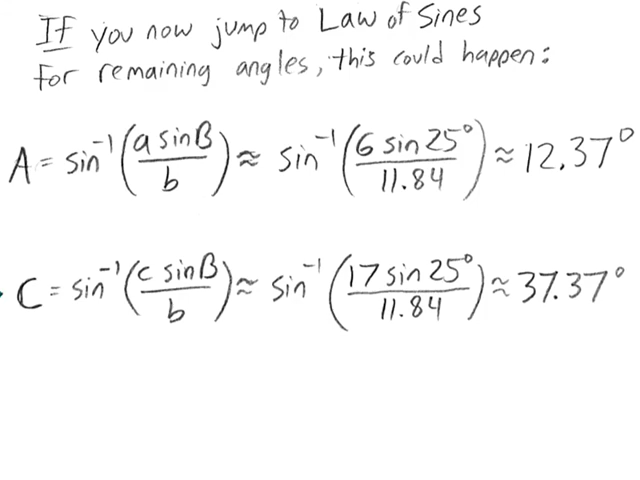 If you now jump to Law of Sines
for remaining angles, this could happen:
A = sin⁻¹(a sinB / b) ≈ sin⁻¹(6 sin 25° / 11.84) ≈ 12.37°
C = sin⁻¹(c sinB / b) ≈ sin⁻¹(17 sin 25° / 11.84) ≈ 37.37°